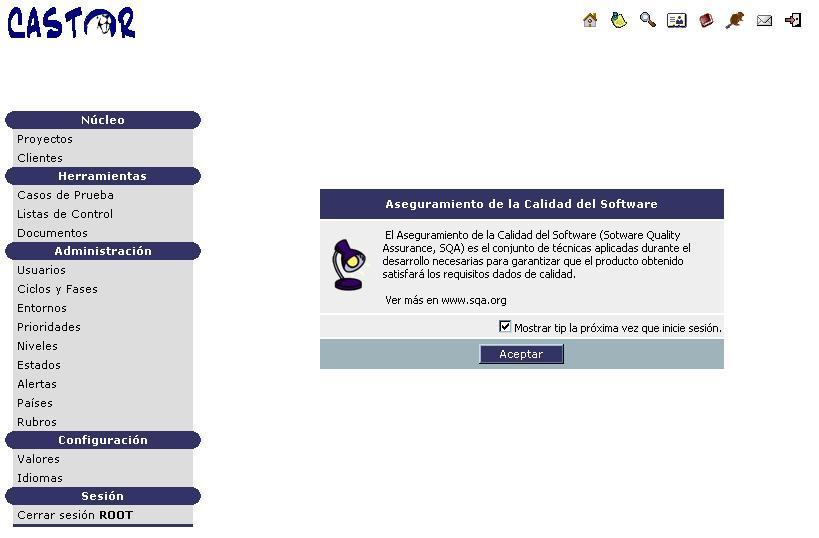 CASTOR
Núcleo
Proyectos
Clientes
Herramientas
Casos de Prueba
Listas de Control
Documentos
Administración
Usuarios
Ciclos y Fases
Entornos
Prioridades
Niveles
Estados
Alertas
Países
Rubros
Configuración
Valores
Idiomas
Sesión
Cerrar sesión ROOT
Aseguramiento de la Calidad del Software
El Aseguramiento de la Calidad del Software (Sotware Quality
Assurance, SQA) es el conjunto de técnicas aplicadas durante el
desarrollo necesarias para garantizar que el producto obtenido
satisfará los requisitos dados de calidad.
Ver más en www.sqa.org
Mostrar tip la próxima vez que inicie sesión.
Aceptar